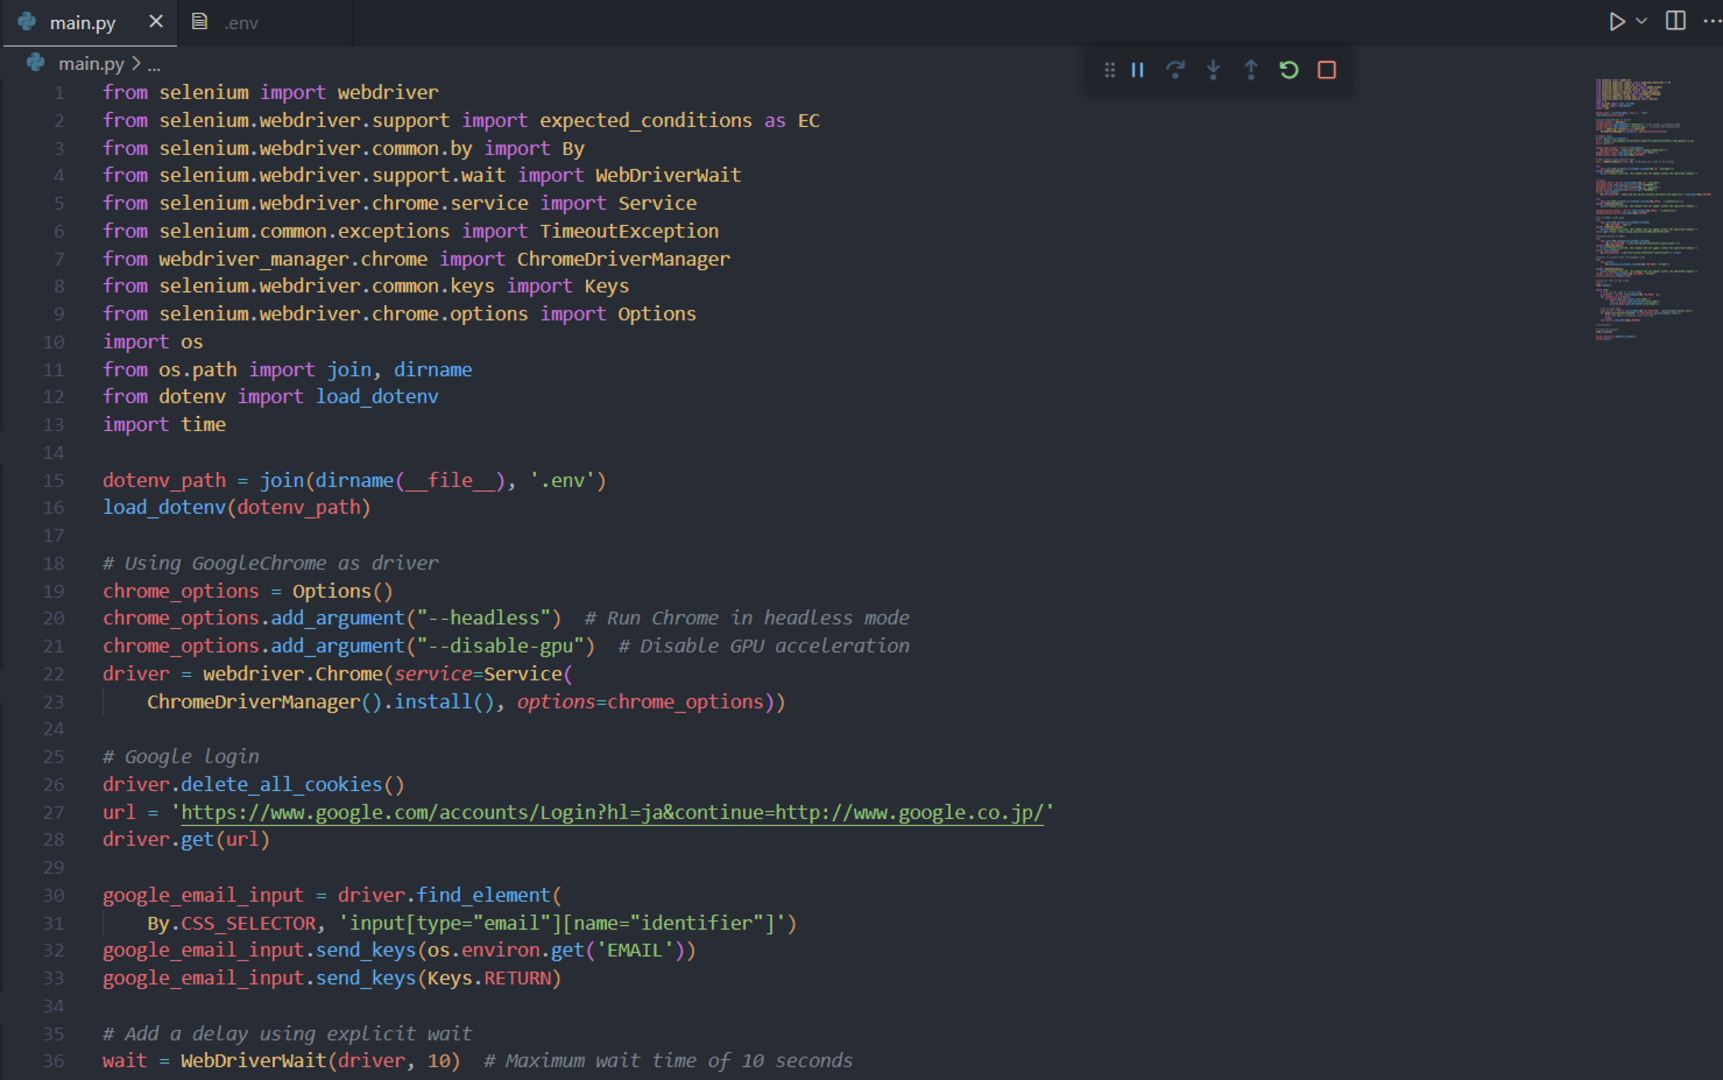 main.py
.env
main.py > ...
1 from selenium import webdriver
2 from selenium.webdriver.support import expected_conditions as EC
3 from selenium.webdriver.common.by import By
4 from selenium.webdriver.support.wait import WebDriverWait
5 from selenium.webdriver.chrome.service import Service
6 from selenium.common.exceptions import TimeoutException
7 from webdriver_manager.chrome import ChromeDriverManager
8 from selenium.webdriver.common.keys import Keys
9 from selenium.webdriver.chrome.options import Options
10 import os
11 from os.path import join, dirname
12 from dotenv import load_dotenv
13 import time
14
15 dotenv_path = join(dirname(__file__), '.env')
16 load_dotenv(dotenv_path)
17
18 # Using GoogleChrome as driver
19 chrome_options = Options()
20 chrome_options.add_argument("--headless")  # Run Chrome in headless mode
21 chrome_options.add_argument("--disable-gpu")  # Disable GPU acceleration
22 driver = webdriver.Chrome(service=Service(
23     ChromeDriverManager().install(), options=chrome_options))
24
25 # Google login
26 driver.delete_all_cookies()
27 url = 'https://www.google.com/accounts/Login?hl=ja&continue=http://www.google.co.jp/'
28 driver.get(url)
29
30 google_email_input = driver.find_element(
31     By.CSS_SELECTOR, 'input[type="email"][name="identifier"]')
32 google_email_input.send_keys(os.environ.get('EMAIL'))
33 google_email_input.send_keys(Keys.RETURN)
34
35 # Add a delay using explicit wait
36 wait = WebDriverWait(driver, 10)  # Maximum wait time of 10 seconds